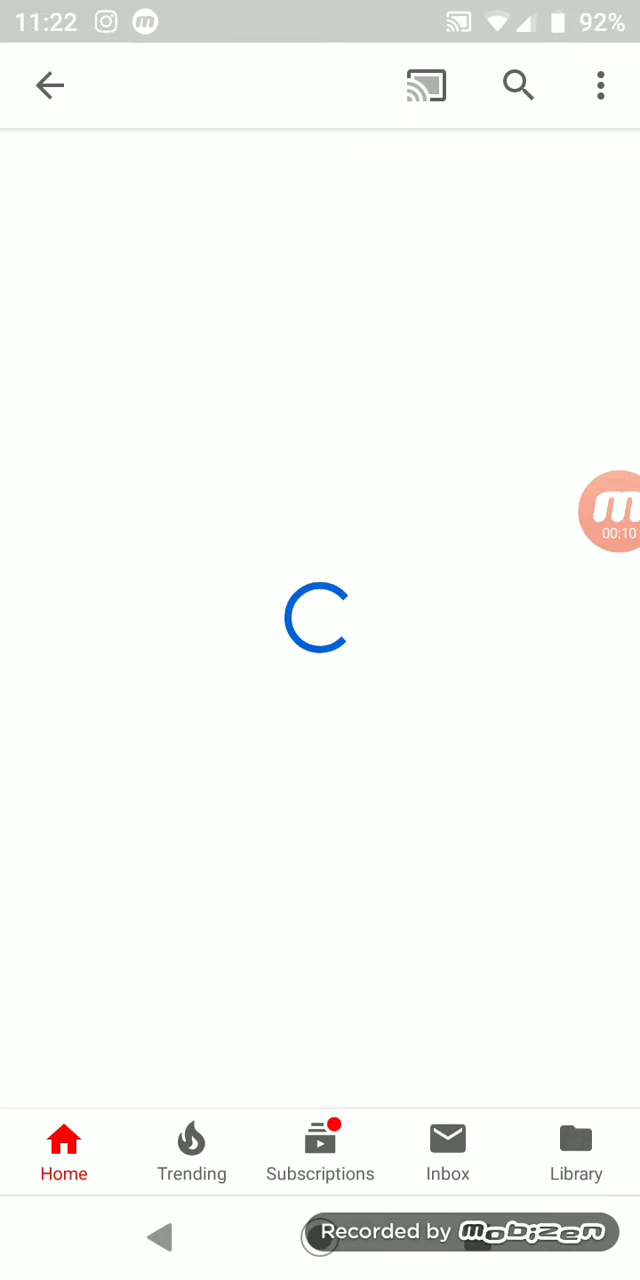 11:22 92%
m
00:10
Home Trending Subscriptions Inbox Library
Recorded by mobizen